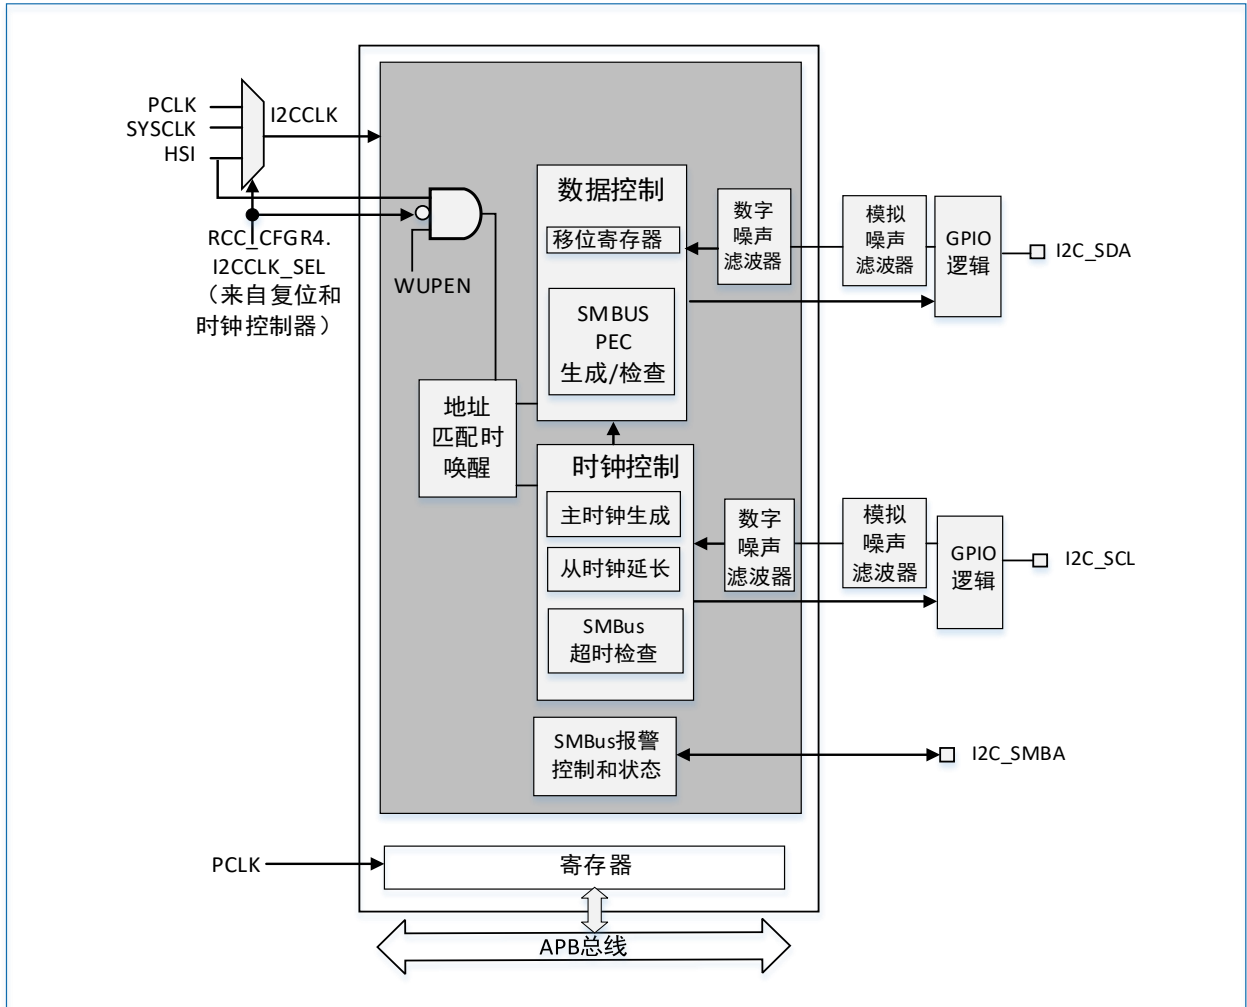 PCLK
SYSCLK
HSI
I2CCLK
RCC_CFGR4.
I2CCLK_SEL
（来自复位和
时钟控制器）
WUPEN
数据控制
移位寄存器
SMBUS
PEC
生成/检查
数字
噪声
滤波器
模拟
噪声
滤波器
GPIO
逻辑
I2C_SDA
地址
匹配时
唤醒
时钟控制
主时钟生成
从时钟延长
SMBus
超时检查
数字
噪声
滤波器
模拟
噪声
滤波器
GPIO
逻辑
I2C_SCL
SMBus报警
控制和状态
I2C_SMBA
PCLK
寄存器
APB总线